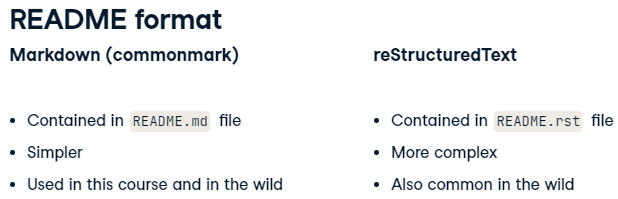 README format
Markdown (commonmark)
Contained in README.md file
Simpler
Used in this course and in the wild
reStructuredText
Contained in README.rst file
More complex
Also common in the wild